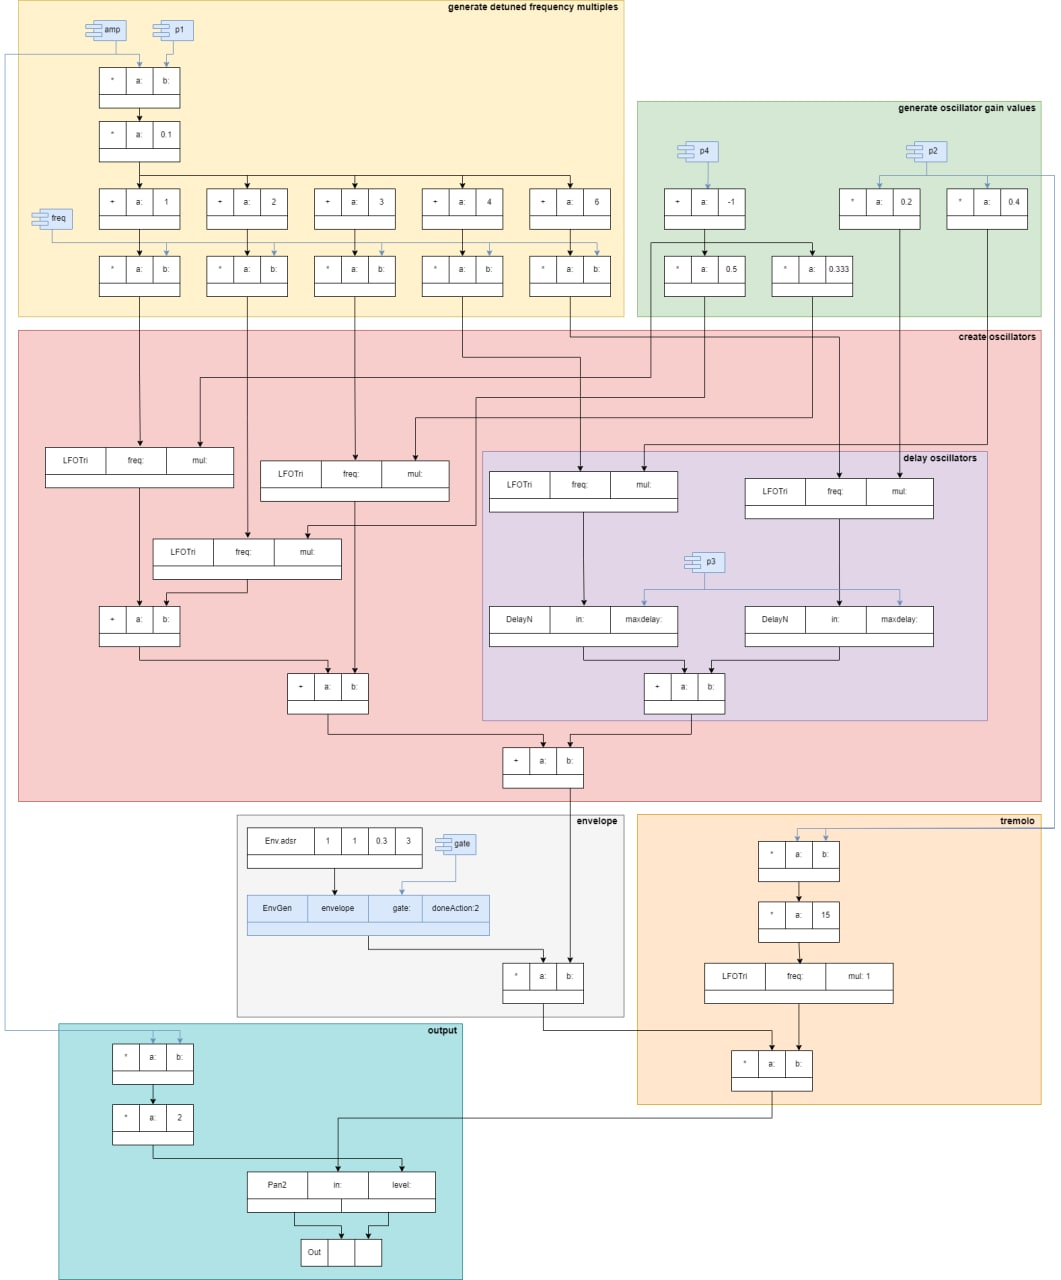 generate detuned frequency multiples
amp
p1
* a: b:
generate oscillator gain values
* a: 0.1
p4
p2
+ a: 1
+ a: 2
+ a: 3
+ a: 4
+ a: 6
+ a: -1
* a: 0.2
* a: 0.4
freq
* a: b:
* a: b:
* a: b:
* a: b:
* a: b:
* a: 0.5
* a: 0.333
create oscillators
LFOTri freq: mul:
LFOTri freq: mul:
delay oscillators
LFOTri freq: mul:
LFOTri freq: mul:
LFOTri freq: mul:
p3
+ a: b:
DelayN in: maxdelay:
DelayN in: maxdelay:
+ a: b:
+ a: b:
+ a: b:
envelope
tremolo
Env.adsr 1 1 0.3 3
gate
* a: b:
EnvGen envelope gate: doneAction:2
* a: 15
* a: b:
LFOTri freq: mul: 1
output
* a: b:
* a: b:
* a: 2
Pan2 in: level:
Out